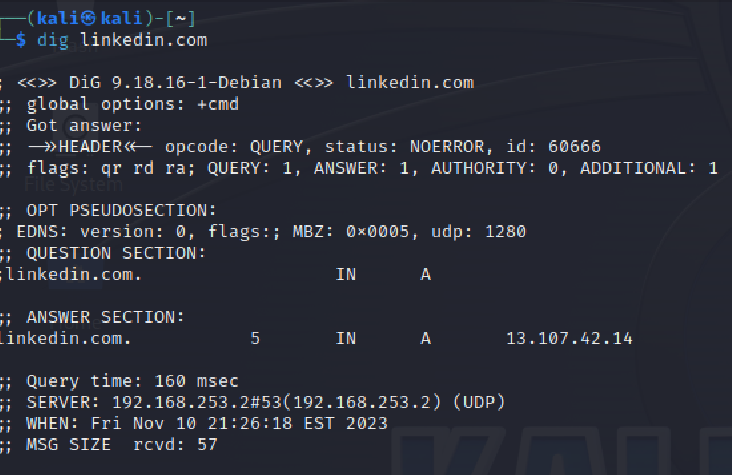 (kali㉿kali)-[~]
$ dig linkedin.com
; <<>> DiG 9.18.16-1-Debian <<>> linkedin.com
;; global options: +cmd
;; Got answer:
;; ->>HEADER<<- opcode: QUERY, status: NOERROR, id: 60666
;; flags: qr rd ra; QUERY: 1, ANSWER: 1, AUTHORITY: 0, ADDITIONAL: 1
File System
;; OPT PSEUDOSECTION:
; EDNS: version: 0, flags:; MBZ: 0x0005, udp: 1280
;; QUESTION SECTION:
;linkedin.com. IN A
;; ANSWER SECTION:
linkedin.com. 5 IN A 13.107.42.14
;; Query time: 160 msec
;; SERVER: 192.168.253.2#53(192.168.253.2) (UDP)
;; WHEN: Fri Nov 10 21:26:18 EST 2023
;; MSG SIZE rcvd: 57
KALI